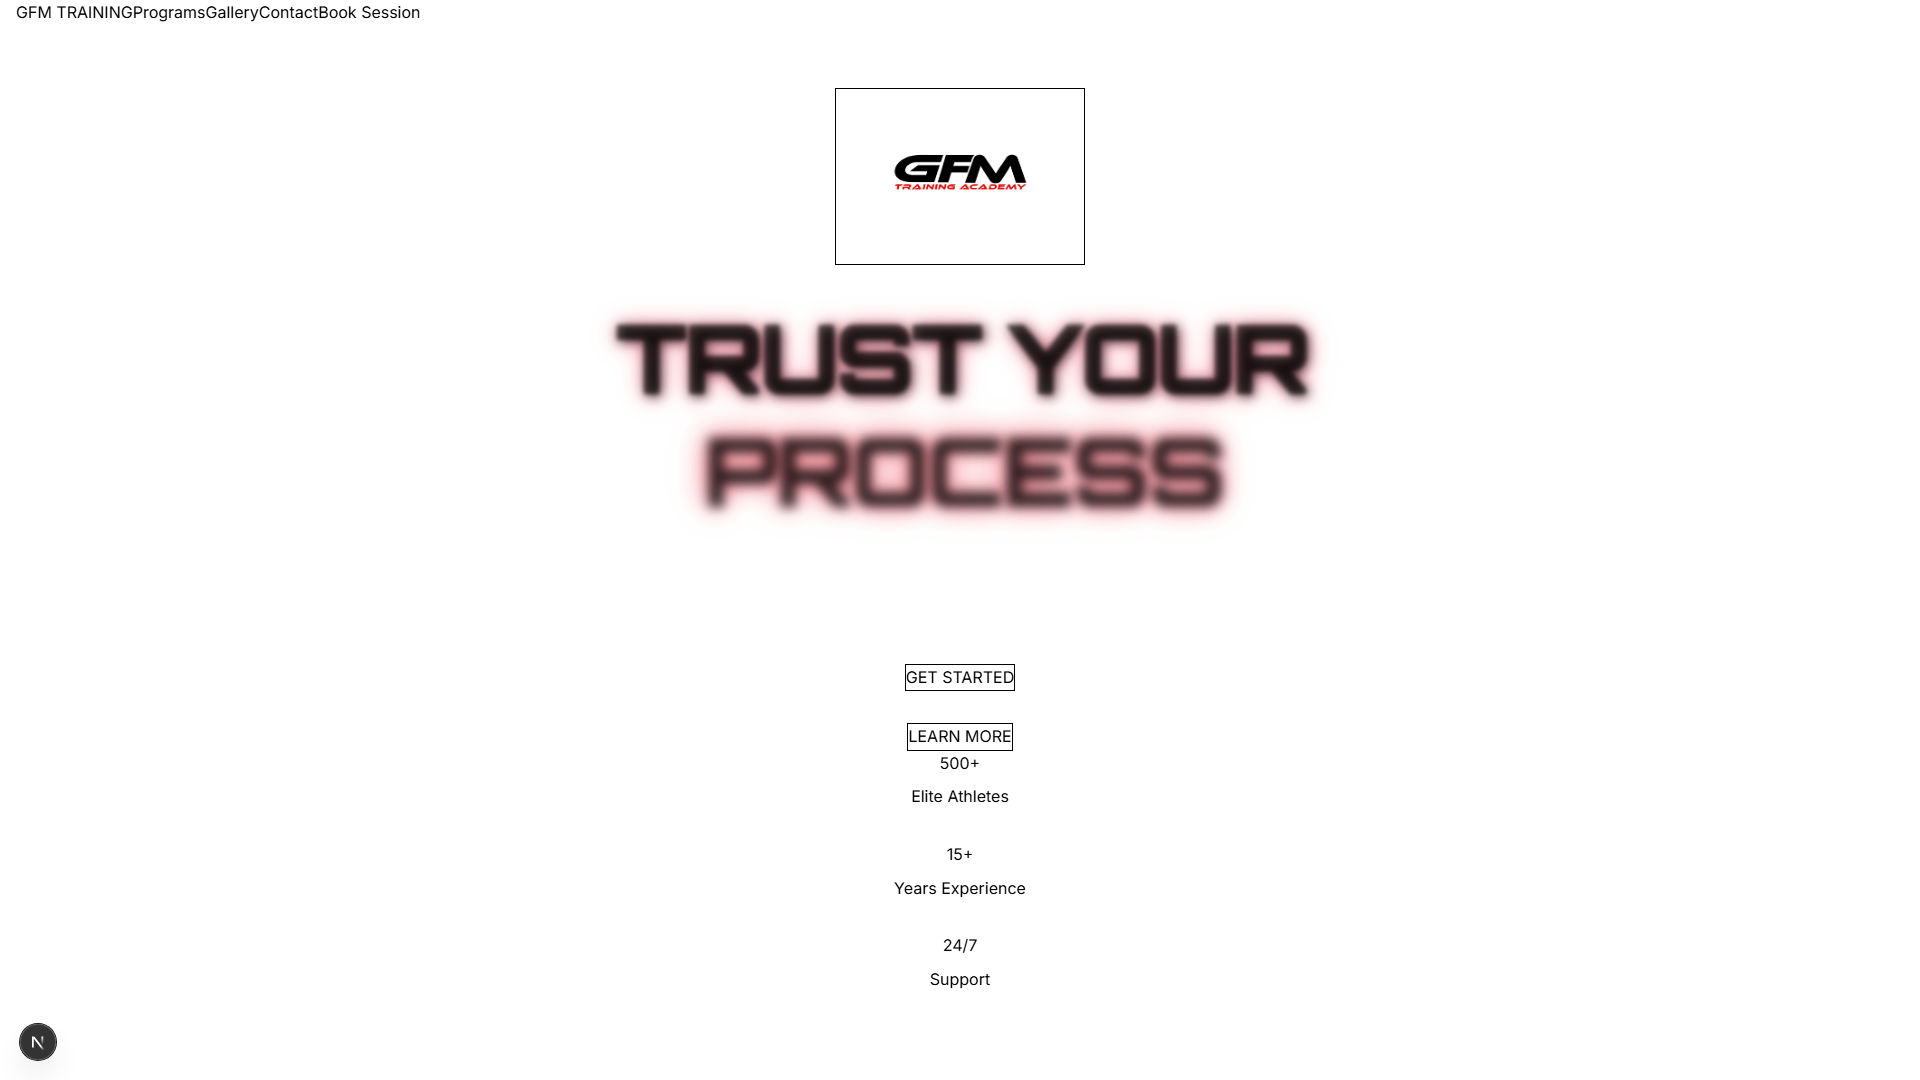 GFM TRAININGProgramsGalleryContactBook Session
GFM
TRAINING ACADEMY
TRUST YOUR
PROCESS
GET STARTED
LEARN MORE
500+
Elite Athletes
15+
Years Experience
24/7
Support
N